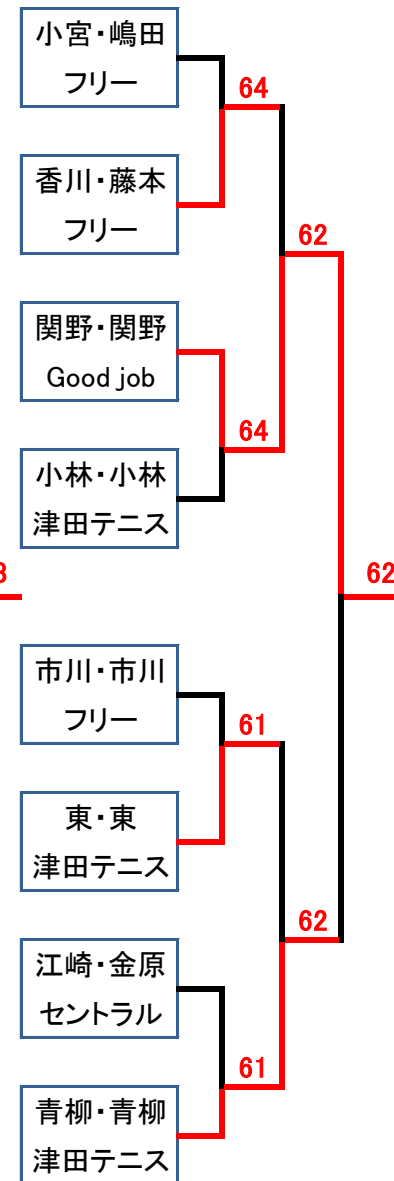 小宮・嶋田
フリー
64
香川・藤本
フリー
62
関野・関野
Good job
64
小林・小林
津田テニス
3
62
市川・市川
フリー
61
東・東
津田テニス
62
江崎・金原
セントラル
61
青柳・青柳
津田テニス